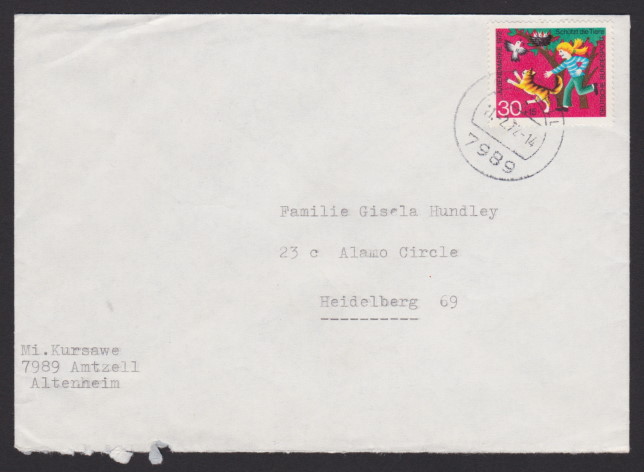 Schützt die Tiere
30
7989
Familie Gisela Hundley
23 c Alamo Circle
Heidelberg 69
Mi.Kursawe
7989 Amtzell
Altenheim